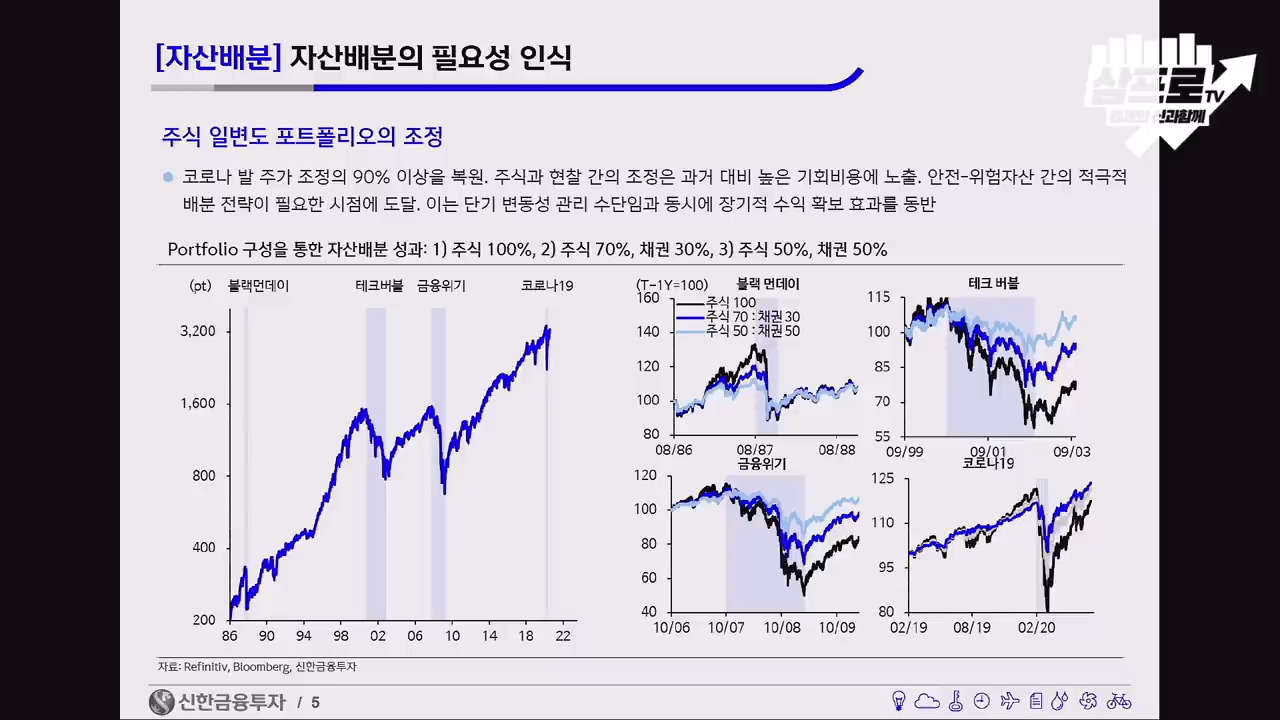 [자산배분] 자산배분의 필요성 인식
삼프로TV
경제의 신과함께
주식 일변도 포트폴리오의 조정
코로나 발 주가 조정의 90% 이상을 복원. 주식과 현찰 간의 조정은 과거 대비 높은 기회비용에 노출. 안전-위험자산 간의 적극적
배분 전략이 필요한 시점에 도달. 이는 단기 변동성 관리 수단임과 동시에 장기적 수익 확보 효과를 동반
Portfolio 구성을 통한 자산배분 성과: 1) 주식 100%, 2) 주식 70%, 채권 30%, 3) 주식 50%, 채권 50%
(pt) 블랙먼데이 테크버블 금융위기 코로나19
3,200
1,600
800
400
200
86 90 94 98 02 06 10 14 18 22
(T-1Y=100) 블랙 먼데이
주식 100
주식 70 : 채권 30
주식 50 : 채권 50
160
140
120
100
80
08/86 08/87 08/88
테크 버블
115
100
85
70
55
09/99 09/01 09/03
금융위기
120
100
80
60
40
10/06 10/07 10/08 10/09
코로나19
125
110
95
80
02/19 08/19 02/20
자료: Refinitiv, Bloomberg, 신한금융투자
신한금융투자 / 5